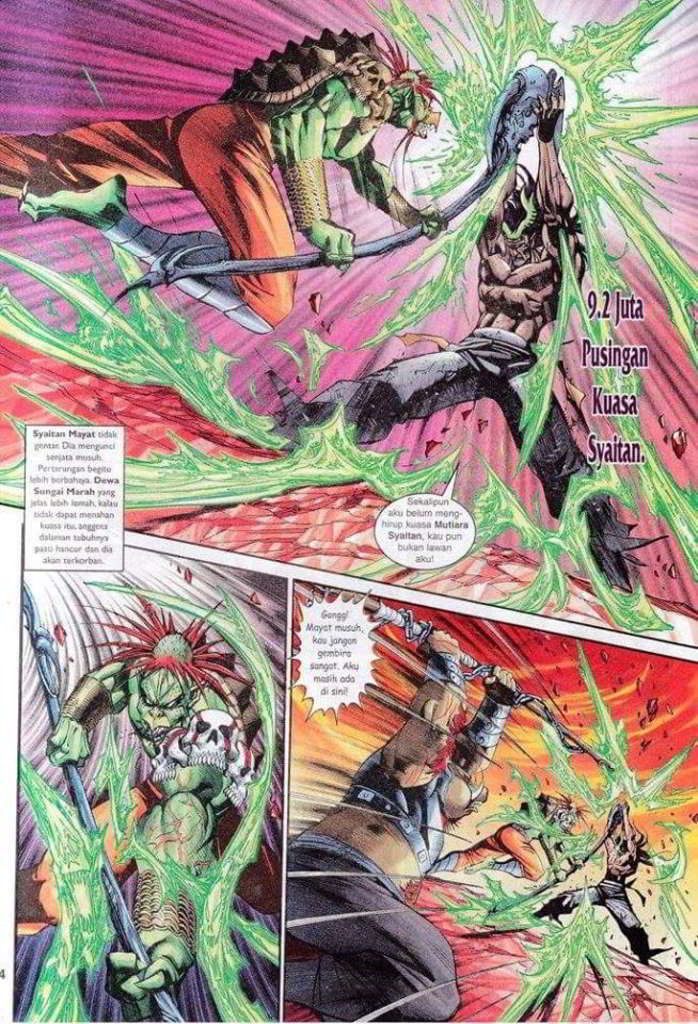 9.2 Juta
Pusingan
Kuasa
Syaitan.
Syaitan Mayat tidak
gentar. Dia mengunci
senjata musuh.
Pertarungan begitu
lebih berbahaya. Dewa
Sungai Marah yang
jelas lebih lemah, kalau
tidak dapat menahan
kuasa itu, anggota
dalaman tubuhnya
pasti hancur dan dia
akan terkorban.
Sekalipun
aku belum meng-
hirup kuasa Mutiara
Syaitan, kau pun
bukan lawan
aku!
Gangg!
Mayat musuh,
kau jangan
gembira
sangat. Aku
masih ada
di sini!
4